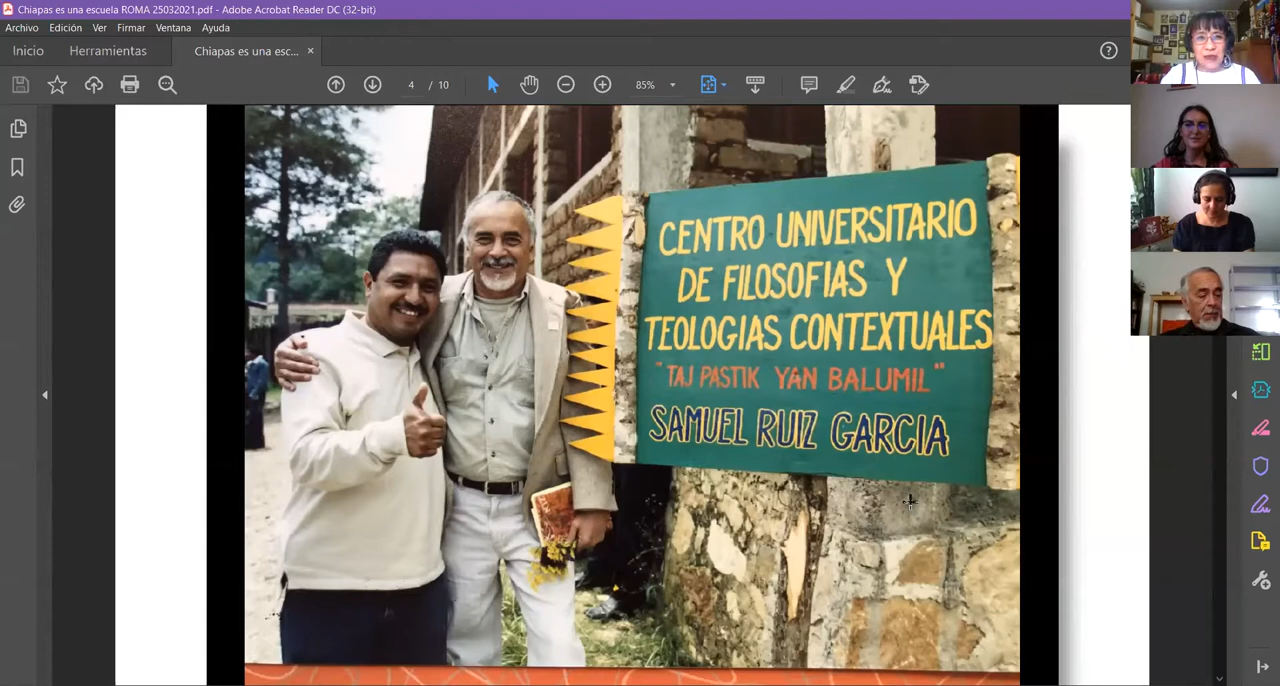 Chiapas es una escuela ROMA 25032021.pdf - Adobe Acrobat Reader DC (32-bit)
Archivo Edición Ver Firmar Ventana Ayuda
Inicio Herramientas Chiapas es una esc... ×
4 / 10 85%
CENTRO UNIVERSITARIO
DE FILOSOFIAS Y
TEOLOGIAS CONTEXTUALES
"TAJ PASTIK YAN BALUMIL"
SAMUEL RUIZ GARCIA